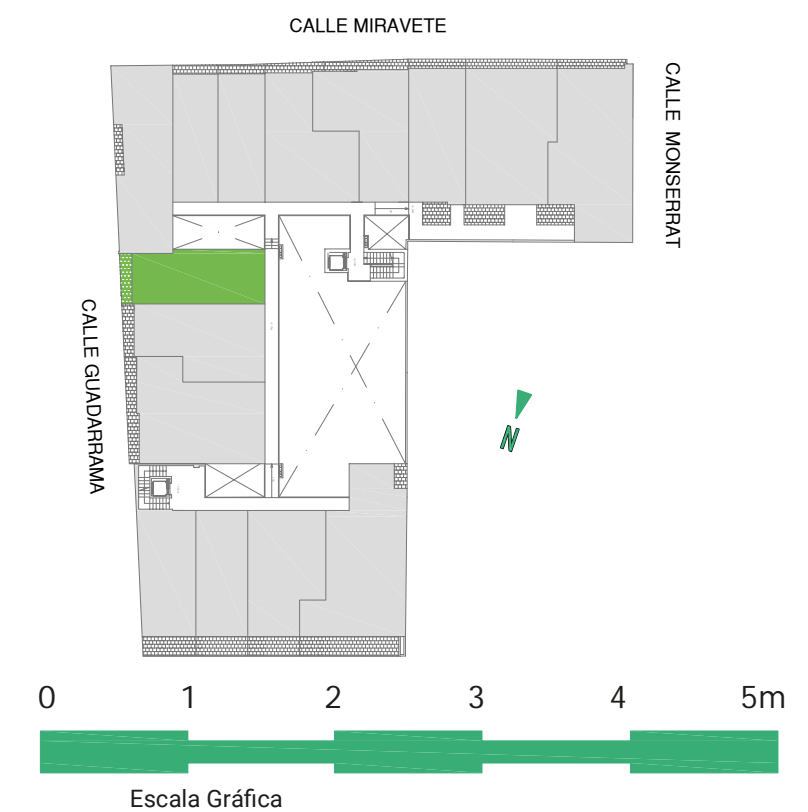 CALLE MIRAVETE
CALLE MONSERRAT
CALLE GUADARRAMA
N
0 1 2 3 4 5m
Escala Gráfica